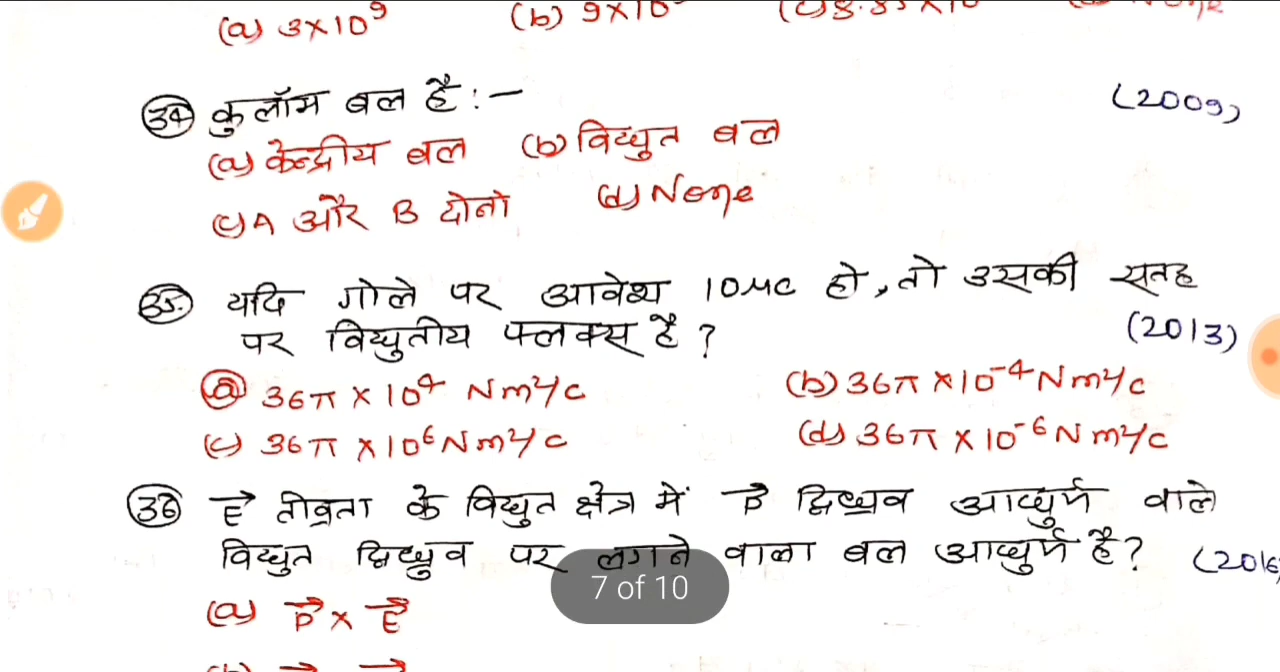 (a) 3×10⁹ (b) 9×10
34 कुलॉम बल है :- (2009)
(a) केन्द्रीय बल (b) विद्युत बल
(c) A और B दोनो (d) None
35. यदि गोले पर आवेश 10μc हो, तो उसकी सतह
पर विद्युतीय फ्लक्स है ? (2013)
(a) 36π × 10⁴ Nm²/c (b) 36π ×10⁻⁴ Nm²/c
(c) 36π ×10⁶ Nm²/c (d) 36π × 10⁻⁶ Nm²/c
36 E⃗ तीव्रता के विद्युत क्षेत्र में P⃗ द्विध्रुव आघूर्ण वाले
विद्युत द्विध्रुव पर लगने वाला बल आघूर्ण है? (2016
7 of 10
(a) P⃗ × E⃗